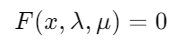 F(x, λ, μ) = 0